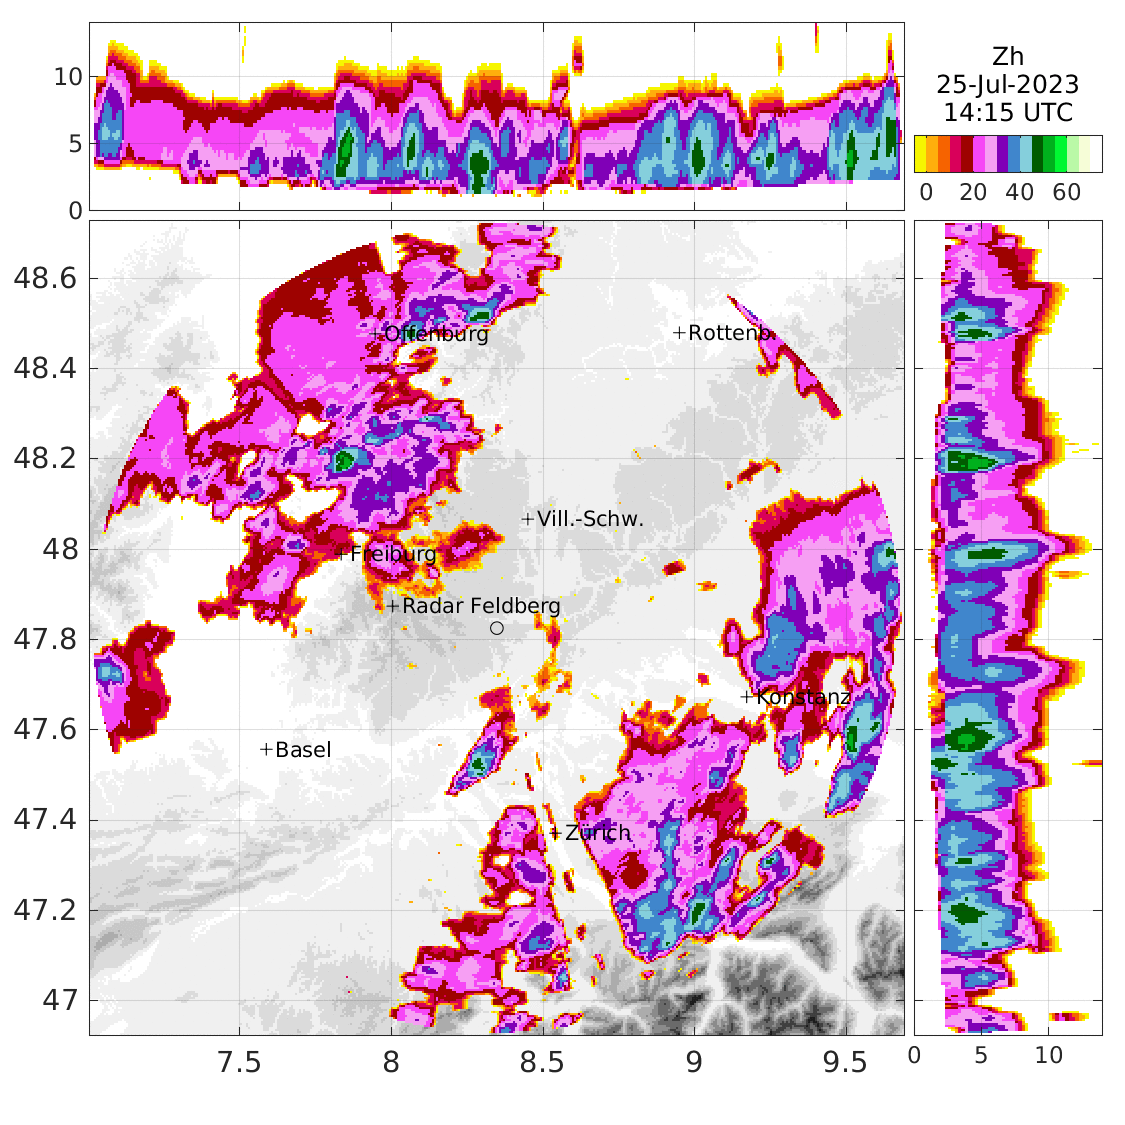 10
5
0
Zh
25-Jul-2023
14:15 UTC
0 20 40 60
48.6
48.4
48.2
48
47.8
47.6
47.4
47.2
47
+Offenburg
+Rottenb.
+Vill.-Schw.
+Freiburg
+Radar Feldberg
+Konstanz
+Basel
+Zurich
7.5 8 8.5 9 9.5
0 5 10